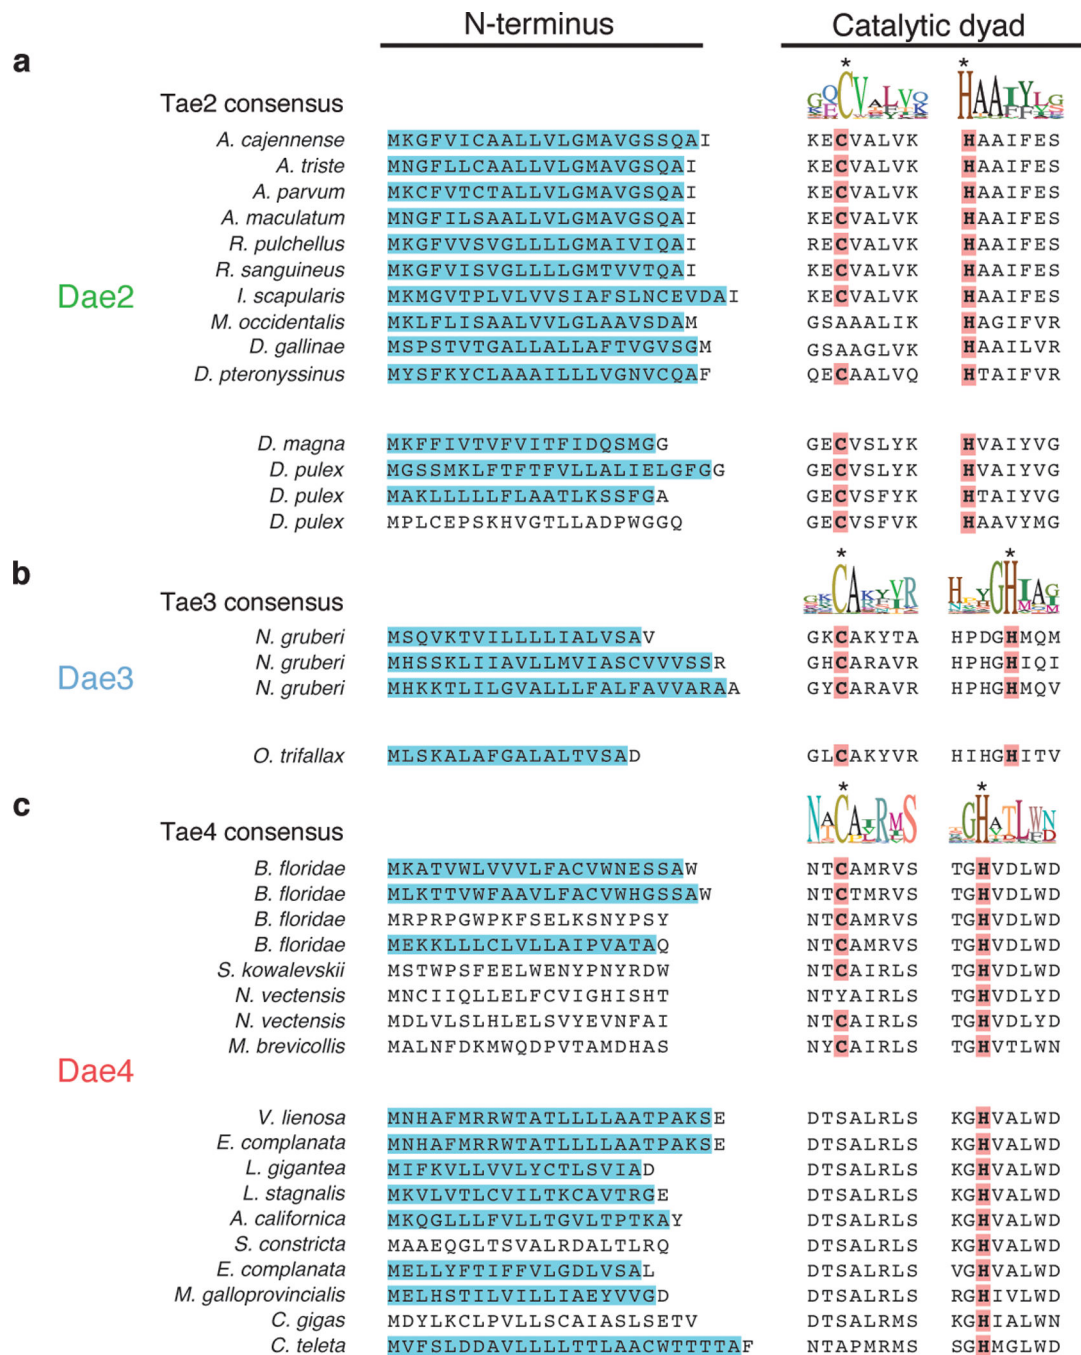 N-terminus Catalytic dyad
a
* *
Tae2 consensus
A. cajennense MKGFVICAALLVLGMAVGSSQAI KECVALVK HAAIFES
A. triste MNGFLLCAALLVLGMAVGSQAI KECVALVK HAAIFES
A. parvum MKCFVTCTALLVLGMAVGSQAI KECVALVK HAAIFES
A. maculatum MNGFILSAALLVLGMAVGSQAI KECVALVK HAAIFES
R. pulchellus MKGFVVSVGLLLLGMAIVIQAI RECVALVK HAAIFES
R. sanguineus MKGFVISVGLLLLGMTVVTQAI KECVALVK HAAIFES
Dae2
I. scapularis MKMGVTPLVLVVSIAFSLNCEVDAI KECVALVK HAAIFES
M. occidentalis MKLFLISAALVVLGLAAVSDAM GSAAALIK HAGIFVR
D. gallinae MSPSTVTGALLALLAFTVGVSGM GSAAGLVK HAAILVR
D. pteronyssinus MYSFKYCLAAAILLLVGNVCQAF QECAALVQ HTAIFVR
D. magna MKFFIVTVFVITFIDQSMGG GECVSLYK HVAIYVG
D. pulex MGSSMKLFTFTFVLLALIELGFGG GECVSLYK HVAIYVG
D. pulex MAKLLLLLFLAATLKSSFGA GECVSFYK HTAIYVG
D. pulex MPLCEPSKHVGTLLADPWGGQ GECVSFVK HAAVYMG
b
* *
Tae3 consensus
N. gruberi MSQVKTVILLLLIALVSAV GKCAKYTA HPDGHMQM
N. gruberi MHSSKLIIAVLLMVIASCVVVSSR GHCARAVR HPHGHIQI
Dae3
N. gruberi MHKKTLILGVALLLFALFAVVARAA GYCARAVR HPHGHMQV
O. trifallax MLSKALAFGALALTVSAD GLCAKYVR HIHGHITV
c
* *
Tae4 consensus
B. floridae MKATVWLVVVLFACVWNESSAW NTCAMRVS TGHVDLWD
B. floridae MLKTTVWFAAVLFACVWHGSSAW NTCTMRVS TGHVDLWD
B. floridae MRPRPGWPKFSELKSNYPSY NTCAMRVS TGHVDLWD
B. floridae MEKKLLLCLVLLAIPVATAQ NTCAMRVS TGHVDLWD
S. kowalevskii MSTWPSFEELWENYPNYRDW NTCAIRLS TGHVDLWD
N. vectensis MNCIIQLLELFCVIGHISHT NTYAIRLS TGHVDLYD
N. vectensis MDLVLSLHLELSVYEVNFAI NTCAIRLS TGHVDLYD
M. brevicollis MALNFDKMWQDPVTAMDHAS NYCAIRLS TGHVTLWN
Dae4
V. lienosa MNHAFMRRWTATLLLLAATPAKSE DTSALRLS KGHVALWD
E. complanata MNHAFMRRWTATLLLLAATPAKSE DTSALRLS KGHVALWD
L. gigantea MIFKVLLVVLYCTLSVIAD DTSALRLS KGHVALWD
L. stagnalis MKVLVTLCVILTKCAVTRGE DTSALRLS KGHVALWD
A. californica MKQGLLLFVLLTGVLTPTKAY DTSALRLS KGHVALWD
S. constricta MAAEQGLTSVALRDALTLRQ DTSALRLS KGHVALWD
E. complanata MELLYFTIFFVLGDLVSAL DTSALRLS VGHVALWD
M. galloprovincialis MELHSTILVILLIAEYVVGD DTSALRLS RGHIVLWD
C. gigas MDYLKCLPVLLSCAIASLSETV DTSALRLS KGHIALWN
C. teleta MVFSLDDAVLLLLTTLAACWTTTTAF NTAPRMS SGHMGLWD